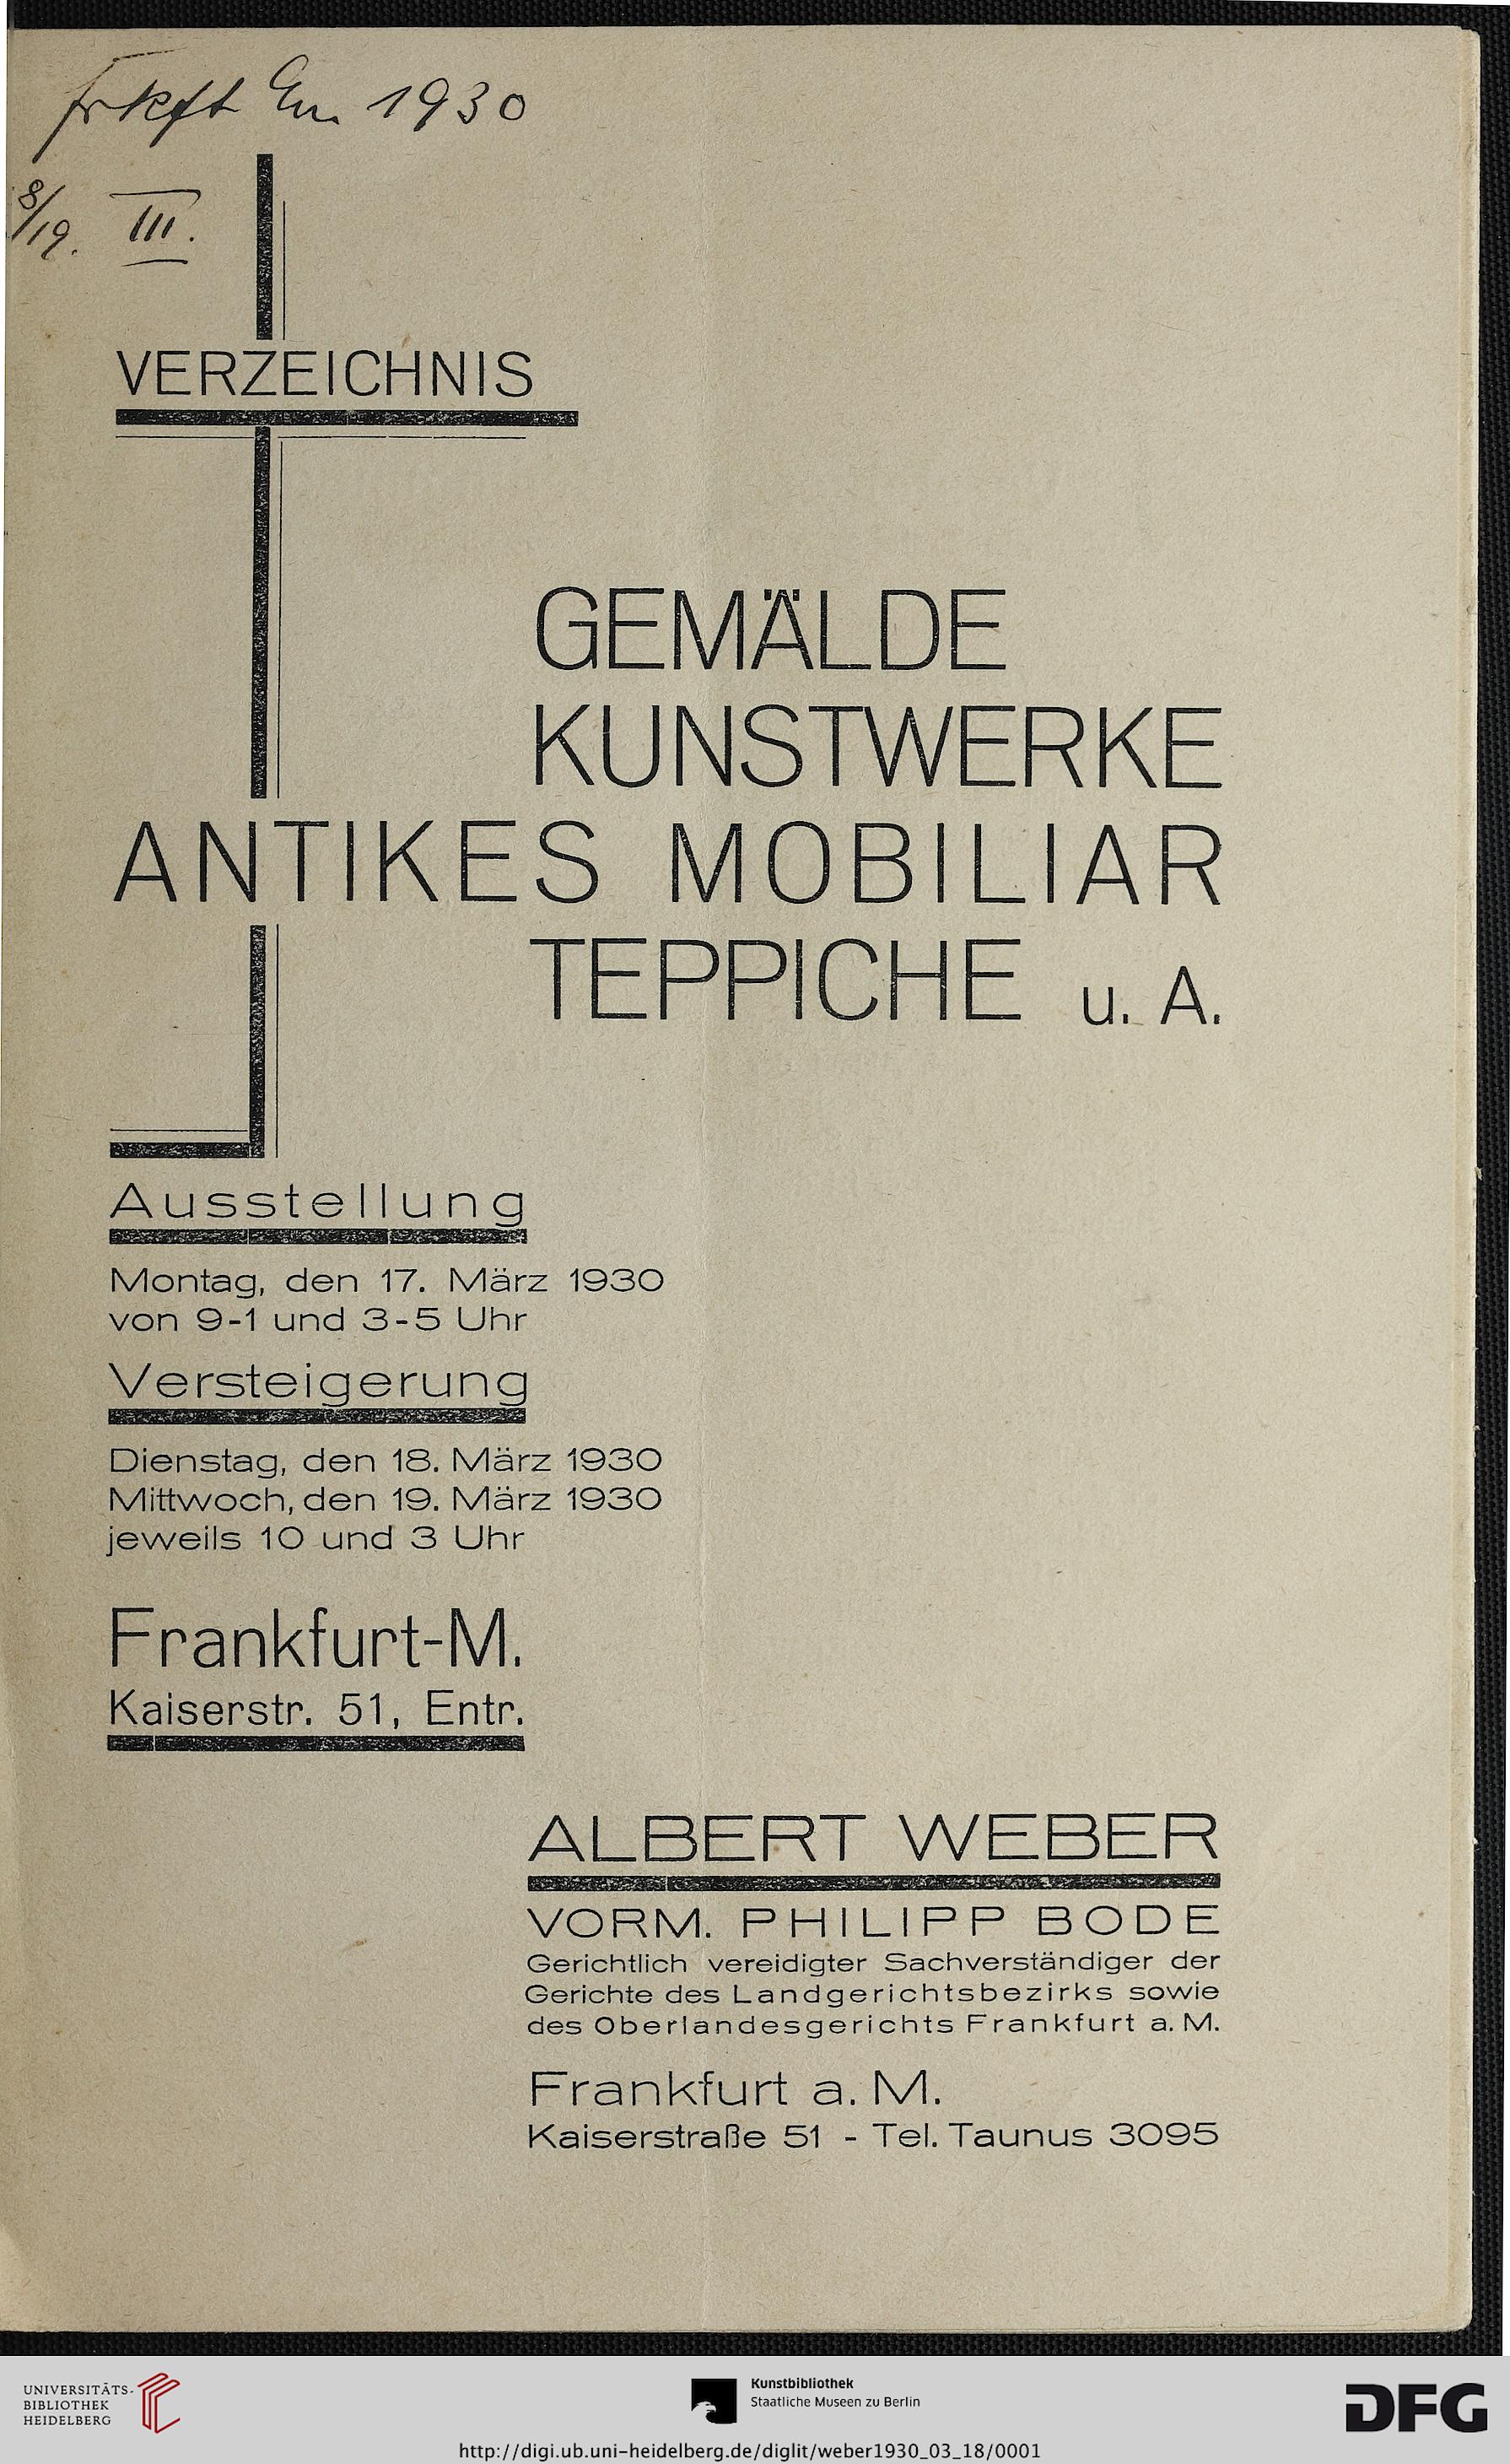 1930
8/19. III.
VERZEICHNIS
GEMÄLDE
KUNSTWERKE
ANTIKES MOBILIAR
TEPPICHE u. A.
Ausstellung
Montag, den 17. März 1930
von 9-1 und 3-5 Uhr
Versteigerung
Dienstag, den 18. März 1930
Mittwoch, den 19. März 1930
jeweils 10 und 3 Uhr
Frankfurt-M.
Kaiserstr. 51, Entr.
ALBERT WEBER
VORM. PHILIPP BODE
Gerichtlich vereidigter Sachverständiger der
Gerichte des Landgerichtsbezirks sowie
des Oberlandesgerichts Frankfurt a. M.
Frankfurt a. M.
Kaiserstraße 51 - Tel. Taunus 3095
UNIVERSITÄTS-
BIBLIOTHEK
HEIDELBERG
Kunstbibliothek
Staatliche Museen zu Berlin
DFG
http://digi.ub.uni-heidelberg.de/diglit/weber1930_03_18/0001